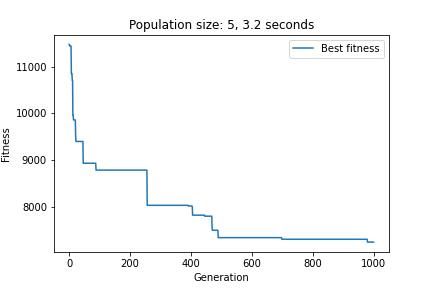 Population size: 5, 3.2 seconds
Best fitness
Fitness
11000
10000
9000
8000
0 200 400 600 800 1000
Generation